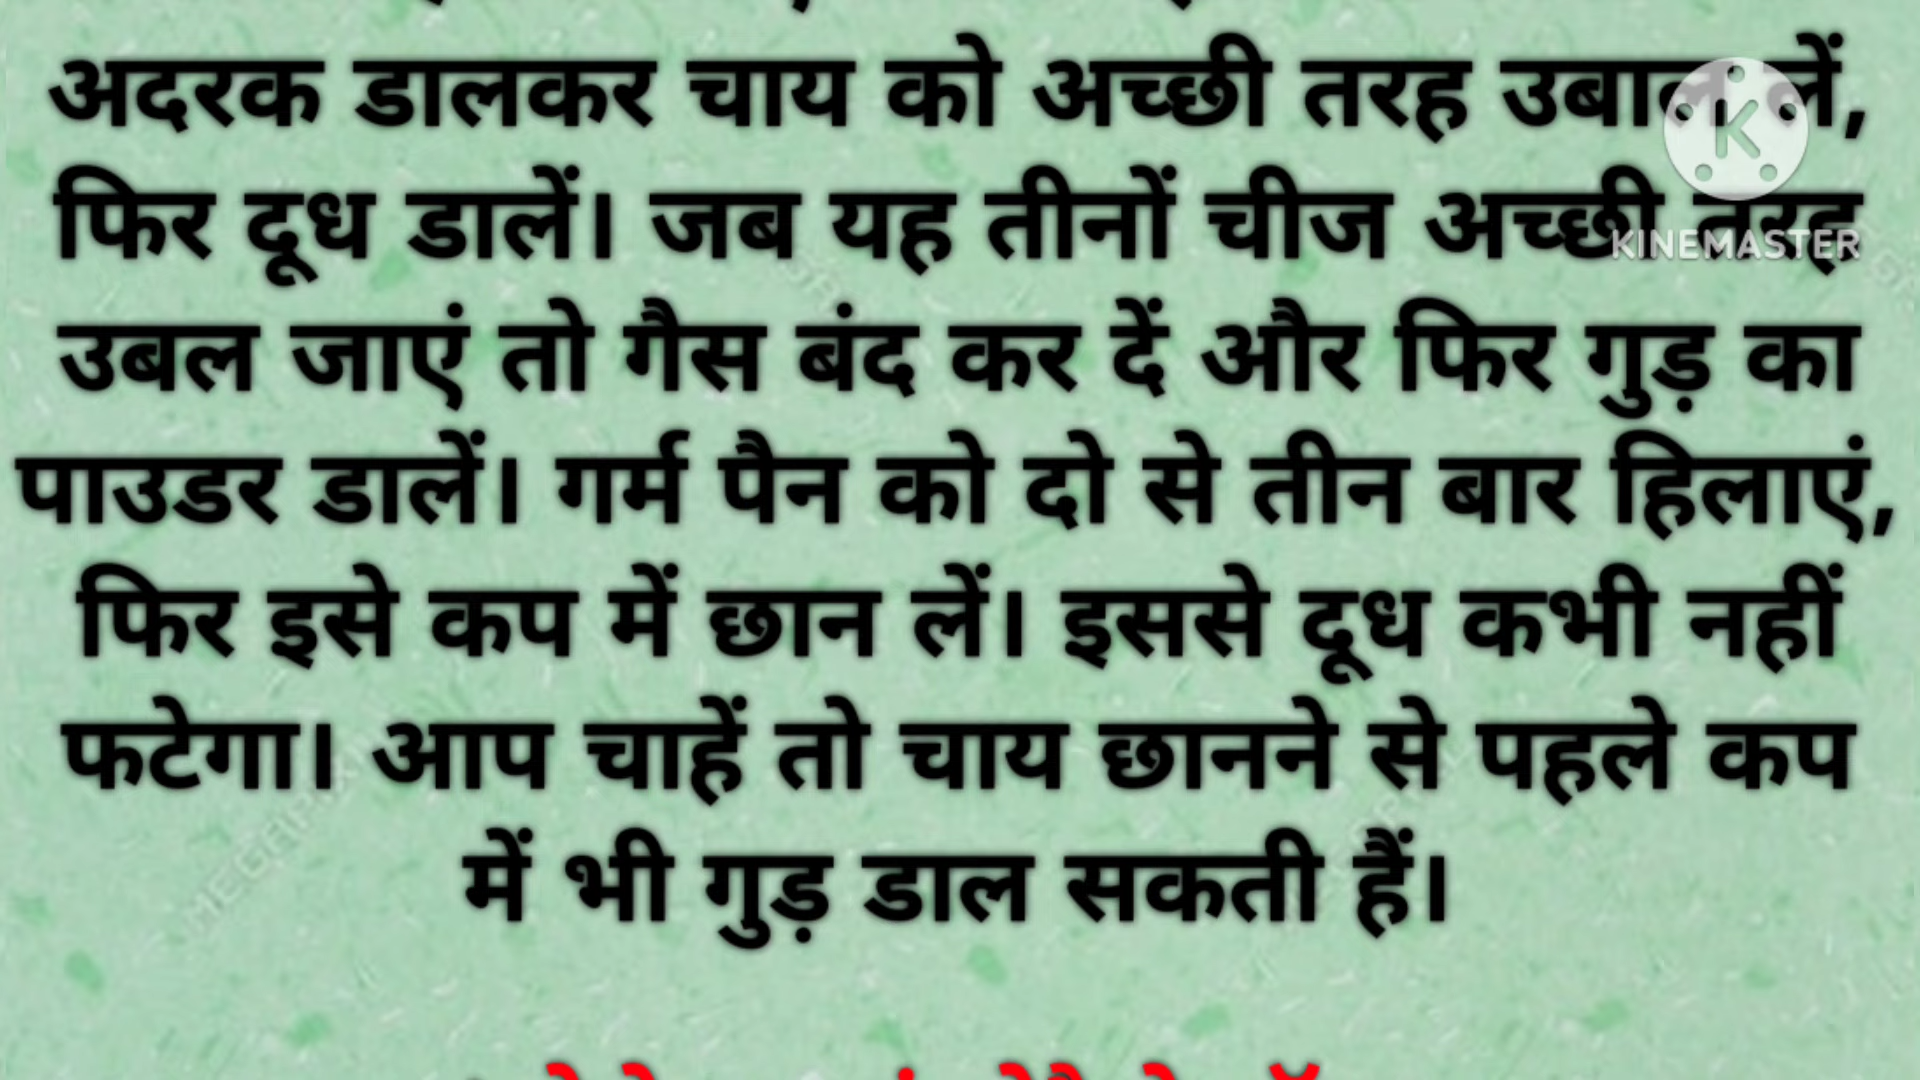 अदरक डालकर चाय को अच्छी तरह उबाल लें,
फिर दूध डालें। जब यह तीनों चीज अच्छी तरह
KINEMASTER
उबल जाएं तो गैस बंद कर दें और फिर गुड़ का
पाउडर डालें। गर्म पैन को दो से तीन बार हिलाएं,
फिर इसे कप में छान लें। इससे दूध कभी नहीं
फटेगा। आप चाहें तो चाय छानने से पहले कप
में भी गुड़ डाल सकती हैं।